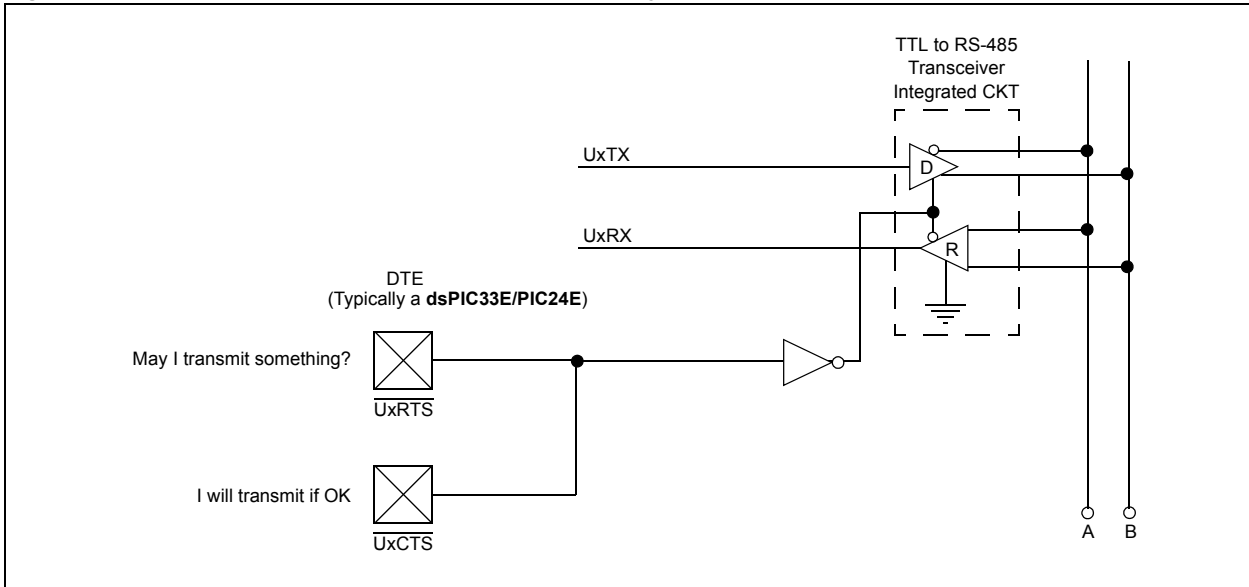 TTL to RS-485
Transceiver
Integrated CKT
UxTX
D
UxRX
R
DTE
(Typically a dsPIC33E/PIC24E)
May I transmit something?
UxRTS
I will transmit if OK
UxCTS
A B